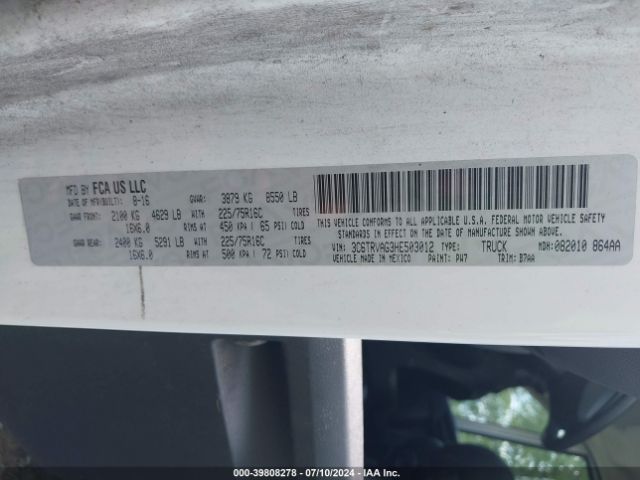 MFD BY FCA US LLC
DATE OF MFR(BUILT): 8-16 GVWR: 3879 KG 8550 LB
GAWR FRONT: 2100 KG 4629 LB WITH 225/75R16C TIRES
16X6.0 RIMS AT 450 KPA ( 65 PSI) COLD
GAWR REAR: 2400 KG 5291 LB WITH 225/75R16C TIRES
16X6.0 RIMS AT 500 KPA ( 72 PSI) COLD
THIS VEHICLE CONFORMS TO ALL APPLICABLE U.S.A. FEDERAL MOTOR VEHICLE SAFETY
STANDARDS IN EFFECT ON THE DATE OF MANUFACTURE SHOWN ABOVE.
VIN: 3C6TRVAG3HE503012 TYPE: TRUCK MDH: 082010 864AA
VEHICLE MADE IN MEXICO PAINT: PW7 TRIM: B7AA
000-39808278 - 07/10/2024 - IAA Inc.